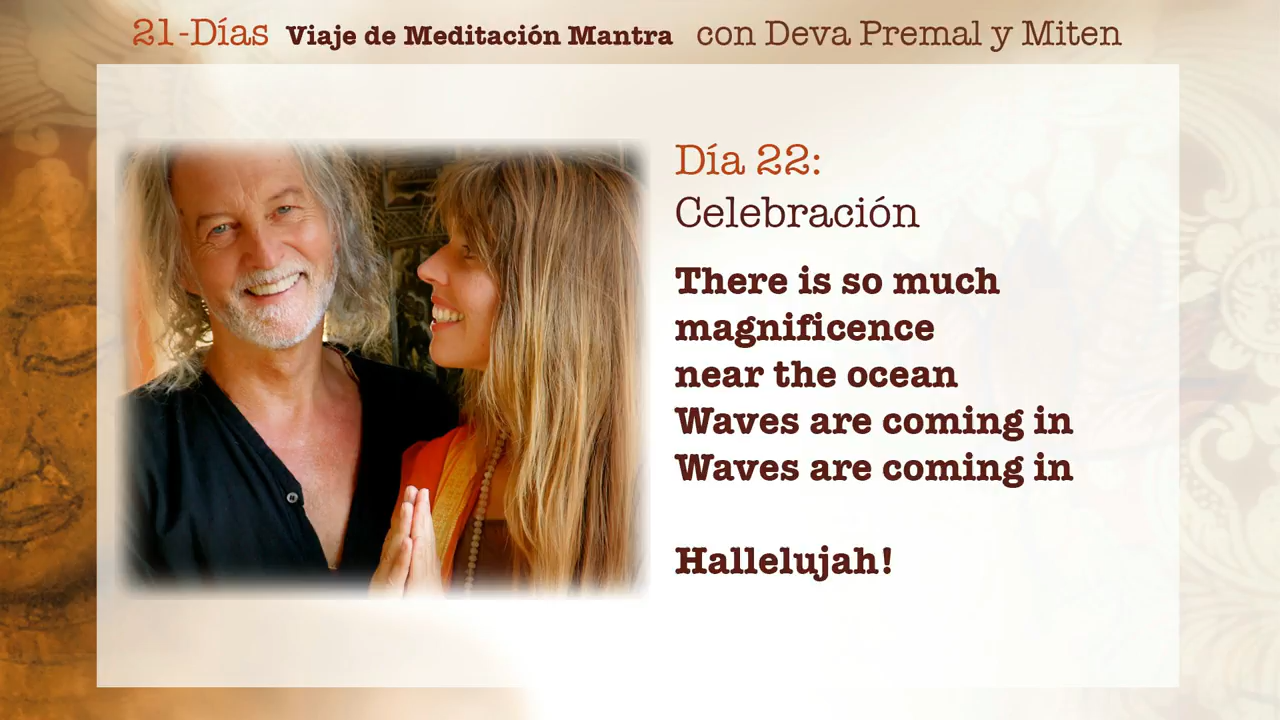 21-Días Viaje de Meditación Mantra con Deva Premal y Miten
Día 22:
Celebración
There is so much
magnificence
near the ocean
Waves are coming in
Waves are coming in
Hallelujah!